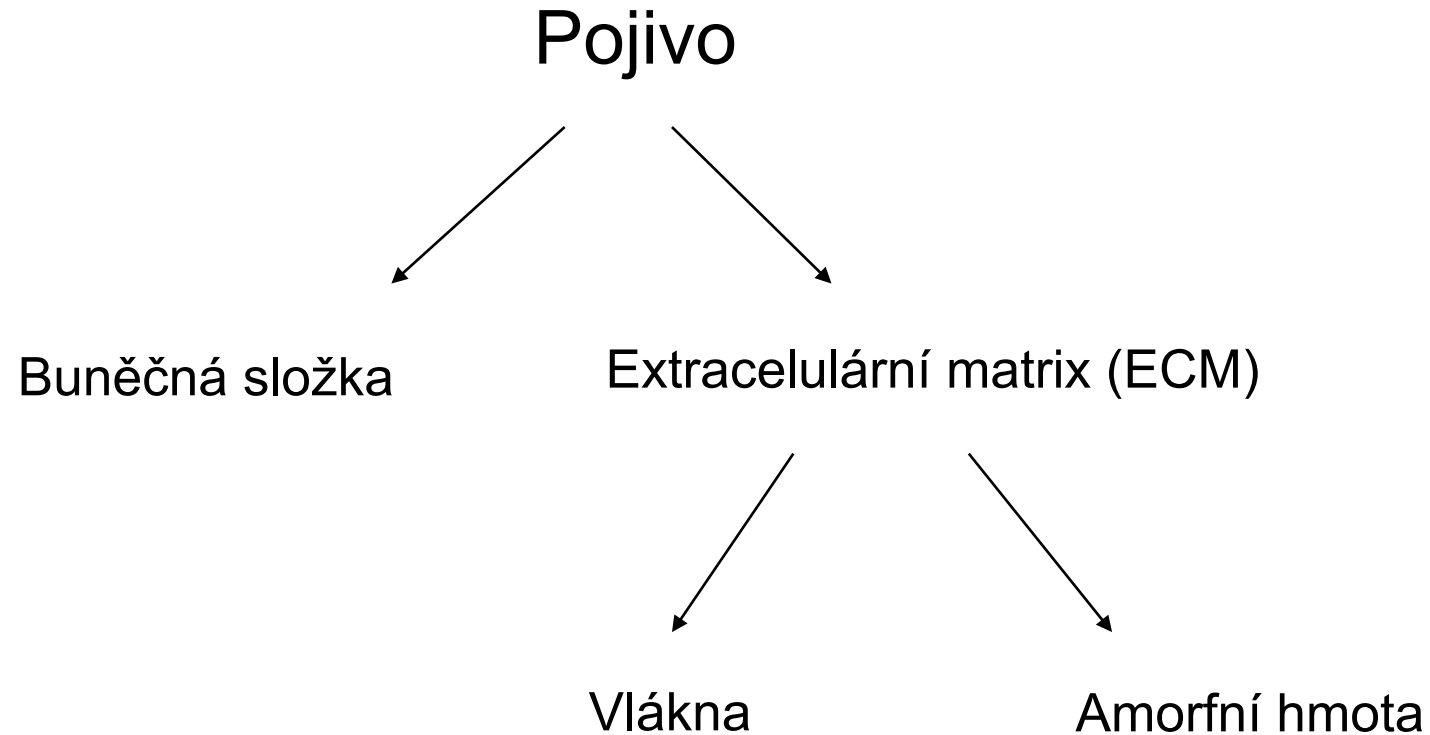 Pojivo
Buněčná složka
Extracelulární matrix (ECM)
Vlákna
Amorfní hmota